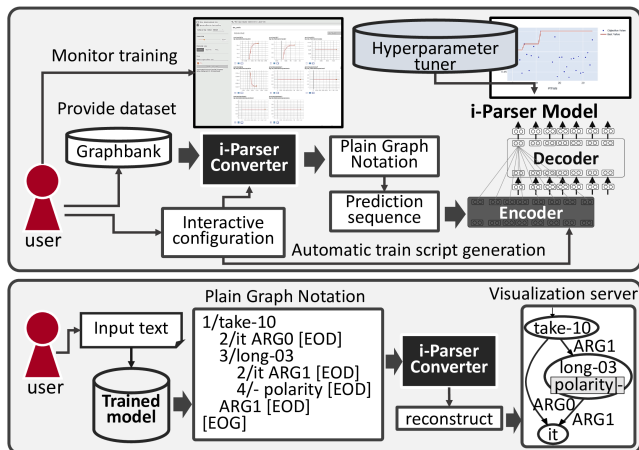 Monitor training
Hyperparameter
tuner
Provide dataset
i-Parser Model
Graphbank
i-Parser
Converter
Plain Graph
Notation
Decoder
Prediction
sequence
Encoder
user
Interactive
configuration
Automatic train script generation
Plain Graph Notation
Visualization server
Input text
1/take-10
2/it ARG0 [EOD]
3/long-03
2/it ARG1 [EOD]
4/- polarity [EOD]
ARG1 [EOD]
[EOG]
i-Parser
Converter
take-10
ARG1
long-03
polarity -
user
Trained
model
reconstruct
ARG0
ARG1
it